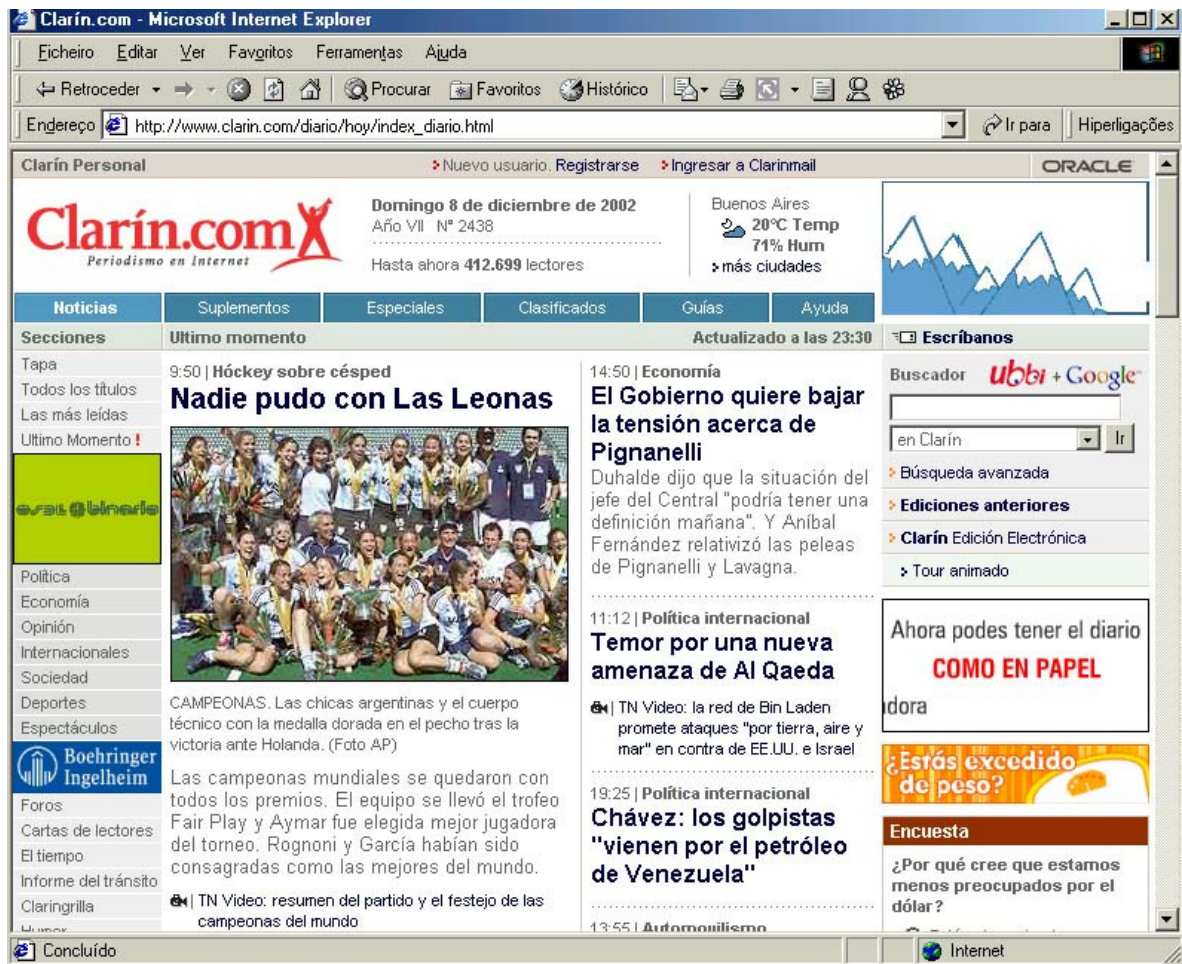 Clarín.com - Microsoft Internet Explorer
Ficheiro Editar Ver Favoritos Ferramentas Ajuda
Retroceder Procurar Favoritos Histórico
Endereço http://www.clarin.com/diario/hoy/index_diario.html Ir para Hiperligações
Clarín Personal Nuevo usuario. Registrarse Ingresar a Clarinmail ORACLE
Clarín.com
Periodismo en Internet
Domingo 8 de diciembre de 2002
Año VII N° 2438
Hasta ahora 412.699 lectores
Buenos Aires
20°C Temp
71% Hum
más ciudades
Noticias Suplementos Especiales Clasificados Guías Ayuda
Secciones
Tapa
Todos los títulos
Las más leídas
Ultimo Momento !
Política
Economía
Opinión
Internacionales
Sociedad
Deportes
Espectáculos
Boehringer
Ingelheim
Foros
Cartas de lectores
El tiempo
Informe del tránsito
Claringrilla
Humor
Ultimo momento Actualizado a las 23:30
9:50 | Hóckey sobre césped
Nadie pudo con Las Leonas
CAMPEONAS. Las chicas argentinas y el cuerpo
técnico con la medalla dorada en el pecho tras la
victoria ante Holanda. (Foto AP)
Las campeonas mundiales se quedaron con
todos los premios. El equipo se llevó el trofeo
Fair Play y Aymar fue elegida mejor jugadora
del torneo. Rognoni y García habían sido
consagradas como las mejores del mundo.
| TN Video: resumen del partido y el festejo de las
campeonas del mundo
14:50 | Economía
El Gobierno quiere bajar
la tensión acerca de
Pignanelli
Duhalde dijo que la situación del
jefe del Central "podría tener una
definición mañana". Y Aníbal
Fernández relativizó las peleas
de Pignanelli y Lavagna.
11:12 | Política internacional
Temor por una nueva
amenaza de Al Qaeda
| TN Video: la red de Bin Laden
promete ataques "por tierra, aire y
mar" en contra de EE.UU. e Israel
19:25 | Política internacional
Chávez: los golpistas
"vienen por el petróleo
de Venezuela"
13:55 | Automovilismo
Escríbanos
Buscador ubbi + Google
en Clarín Ir
Búsqueda avanzada
Ediciones anteriores
Clarín Edición Electrónica
Tour animado
Ahora podes tener el diario
COMO EN PAPEL
dora
¿Estás excedido
de peso?
Encuesta
¿Por qué cree que estamos
menos preocupados por el
dólar?
Concluído Internet